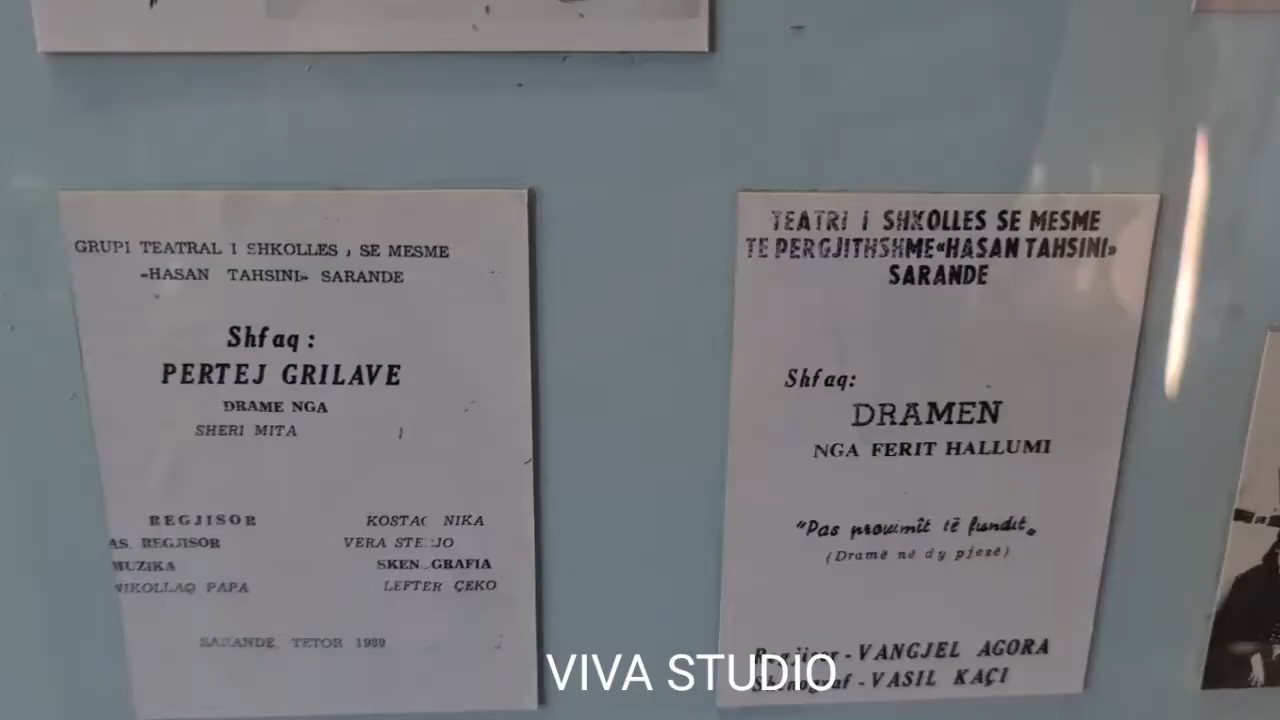 GRUPI TEATRAL I SHKOLLES SE MESME
«HASAN TAHSINI» SARANDE
Shfaq:
PERTEJ GRILAVE
DRAME NGA
SHERI MITA
REGJISOR KOSTAQ NIKA
AS. REGJISOR VERA
MUZIKA SKENOGRAFIA
NIKOLLAQ PAPA LEFTER ÇEKO
SARANDE, TETOR
TEATRI I SHKOLLES SE MESME
TE PERGJITHSHME «HASAN TAHSINI»
SARANDE
Shfaq:
DRAMEN
NGA FERIT HALLUMI
"Pas provimit të fundit„
(Dramë në dy pjesë)
Regjisor - VANGJEL AGORA
Skenograf - VASIL KAÇI
VIVA STUDIO